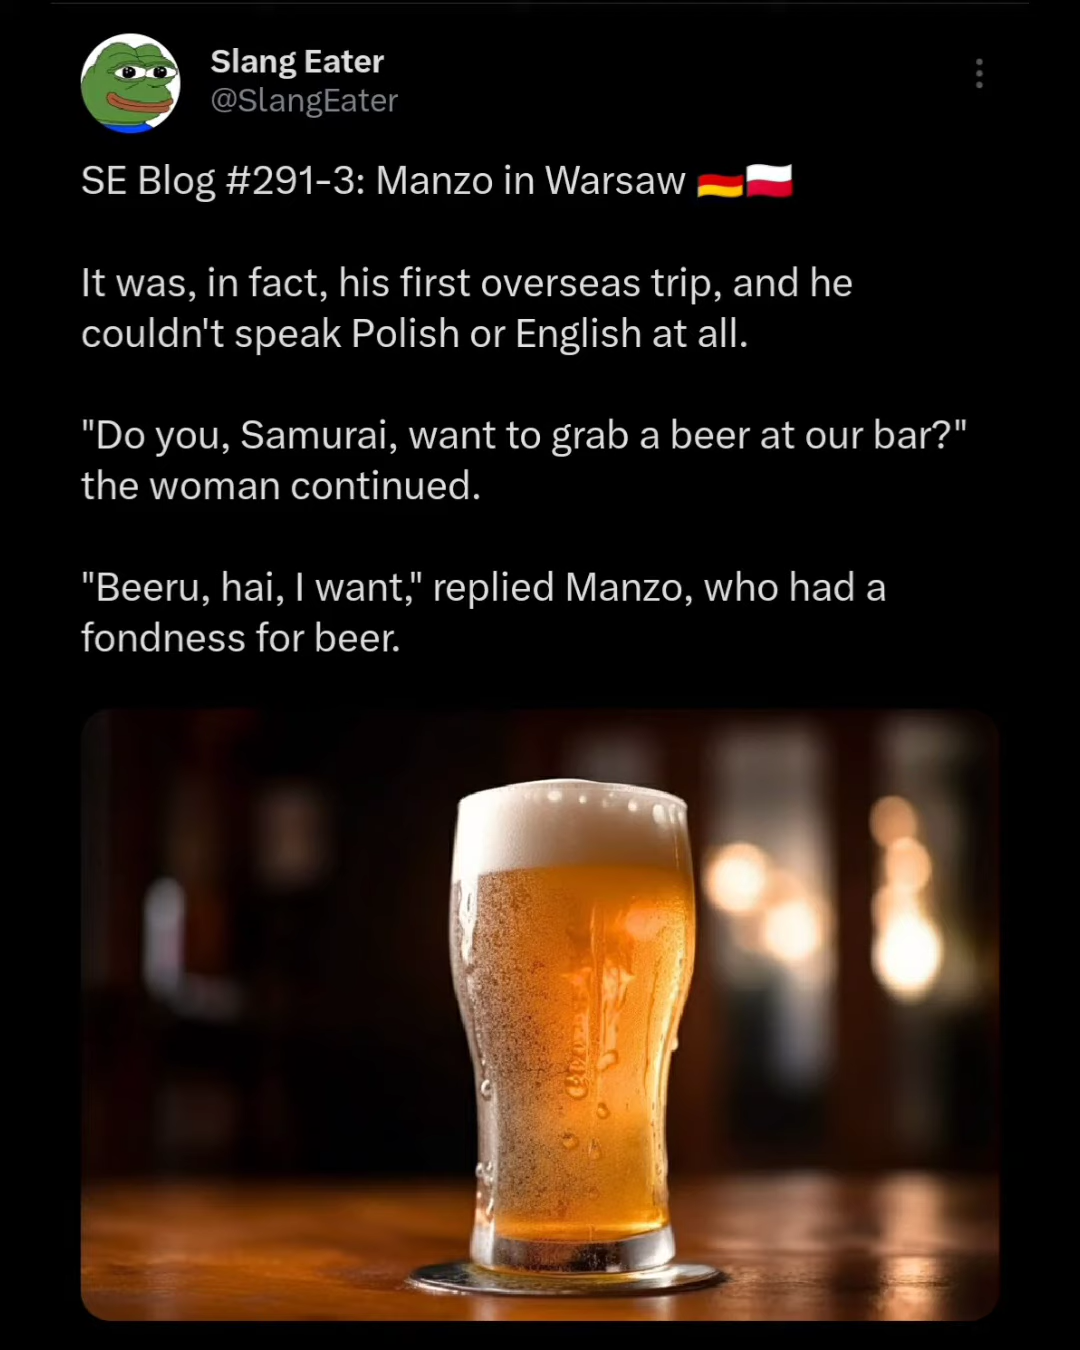 Slang Eater
@SlangEater
SE Blog #291-3: Manzo in Warsaw 🇩🇪🇵🇱
It was, in fact, his first overseas trip, and he
couldn't speak Polish or English at all.
"Do you, Samurai, want to grab a beer at our bar?"
the woman continued.
"Beeru, hai, I want," replied Manzo, who had a
fondness for beer.